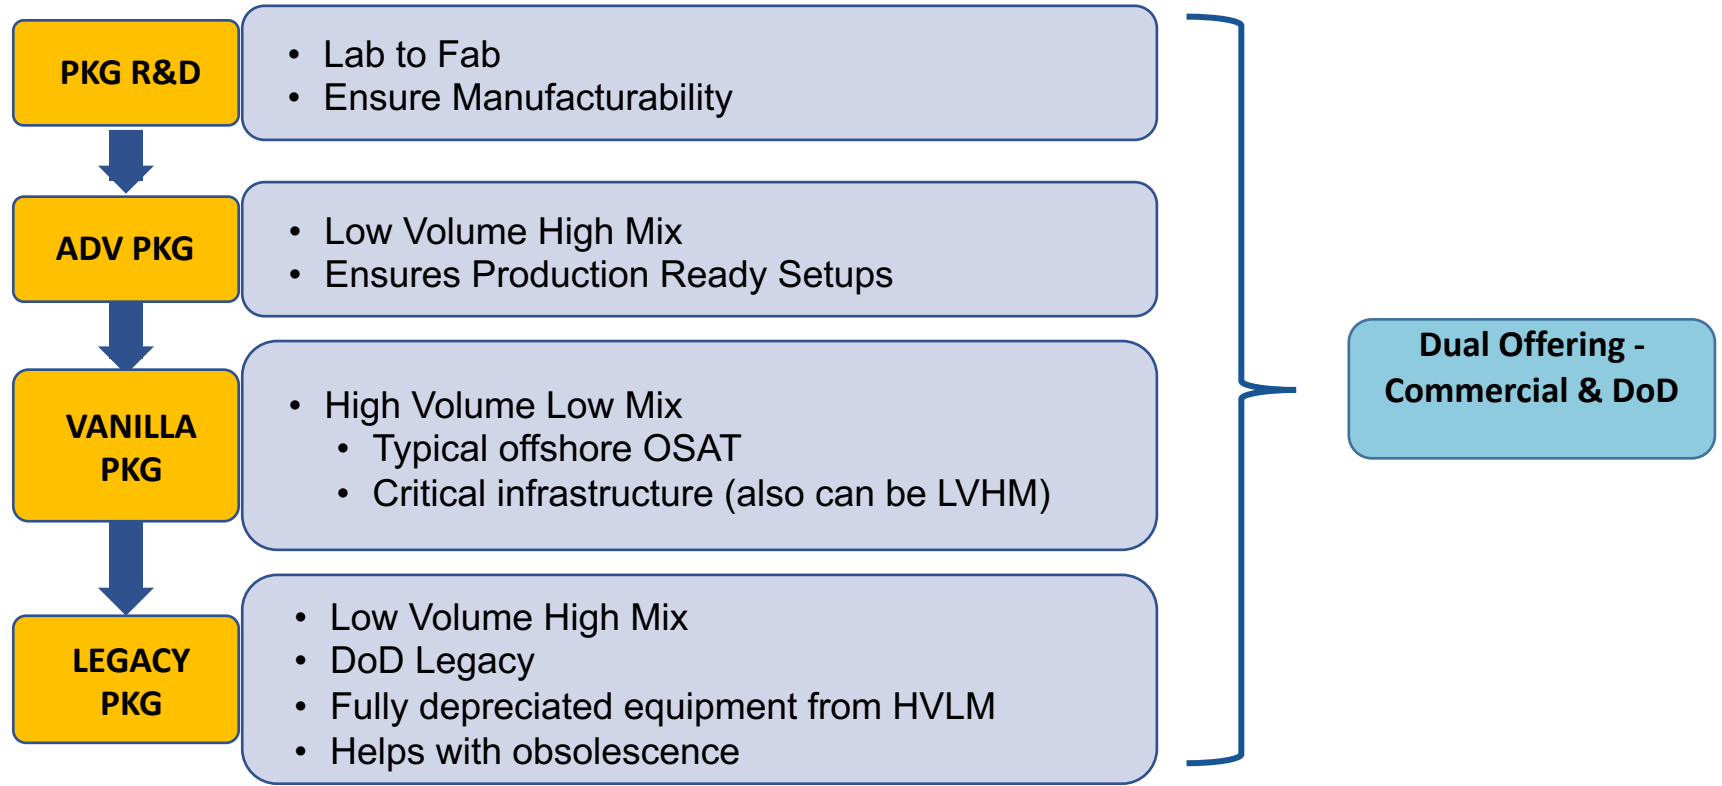 PKG R&D
• Lab to Fab
• Ensure Manufacturability
ADV PKG
• Low Volume High Mix
• Ensures Production Ready Setups
VANILLA
PKG
• High Volume Low Mix
• Typical offshore OSAT
• Critical infrastructure (also can be LVHM)
LEGACY
PKG
• Low Volume High Mix
• DoD Legacy
• Fully depreciated equipment from HVLM
• Helps with obsolescence
Dual Offering -
Commercial & DoD